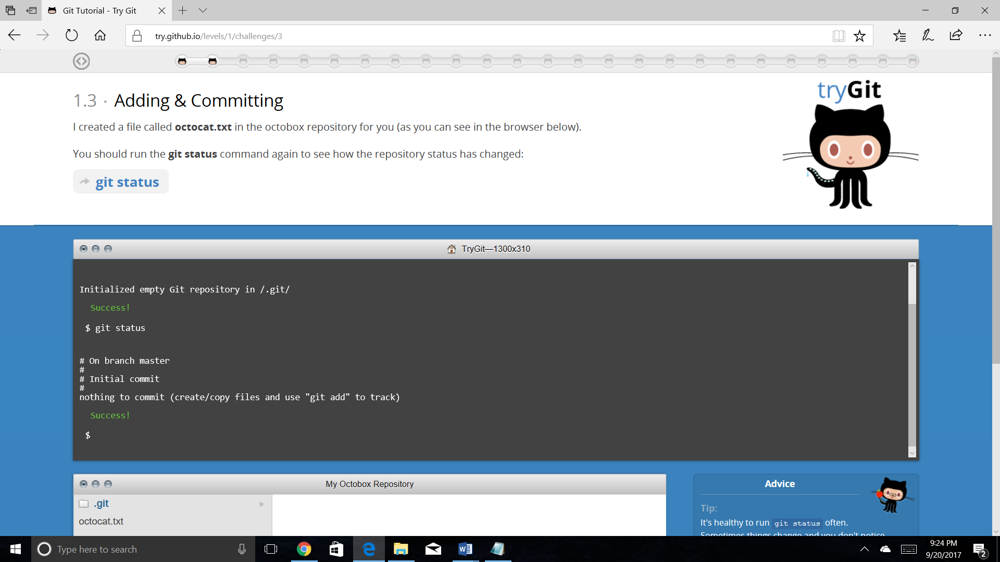 Git Tutorial - Try Git
try.github.io/levels/1/challenges/3
tryGit
1.3 · Adding & Committing
I created a file called octocat.txt in the octobox repository for you (as you can see in the browser below).
You should run the git status command again to see how the repository status has changed:
git status
TryGit—1300x310
Initialized empty Git repository in /.git/
Success!
$ git status
# On branch master
#
# Initial commit
#
nothing to commit (create/copy files and use "git add" to track)
Success!
$
My Octobox Repository
.git
octocat.txt
Advice
Tip:
It's healthy to run git status often.
Sometimes things change and you don't notice
Type here to search
9:24 PM
9/20/2017
2